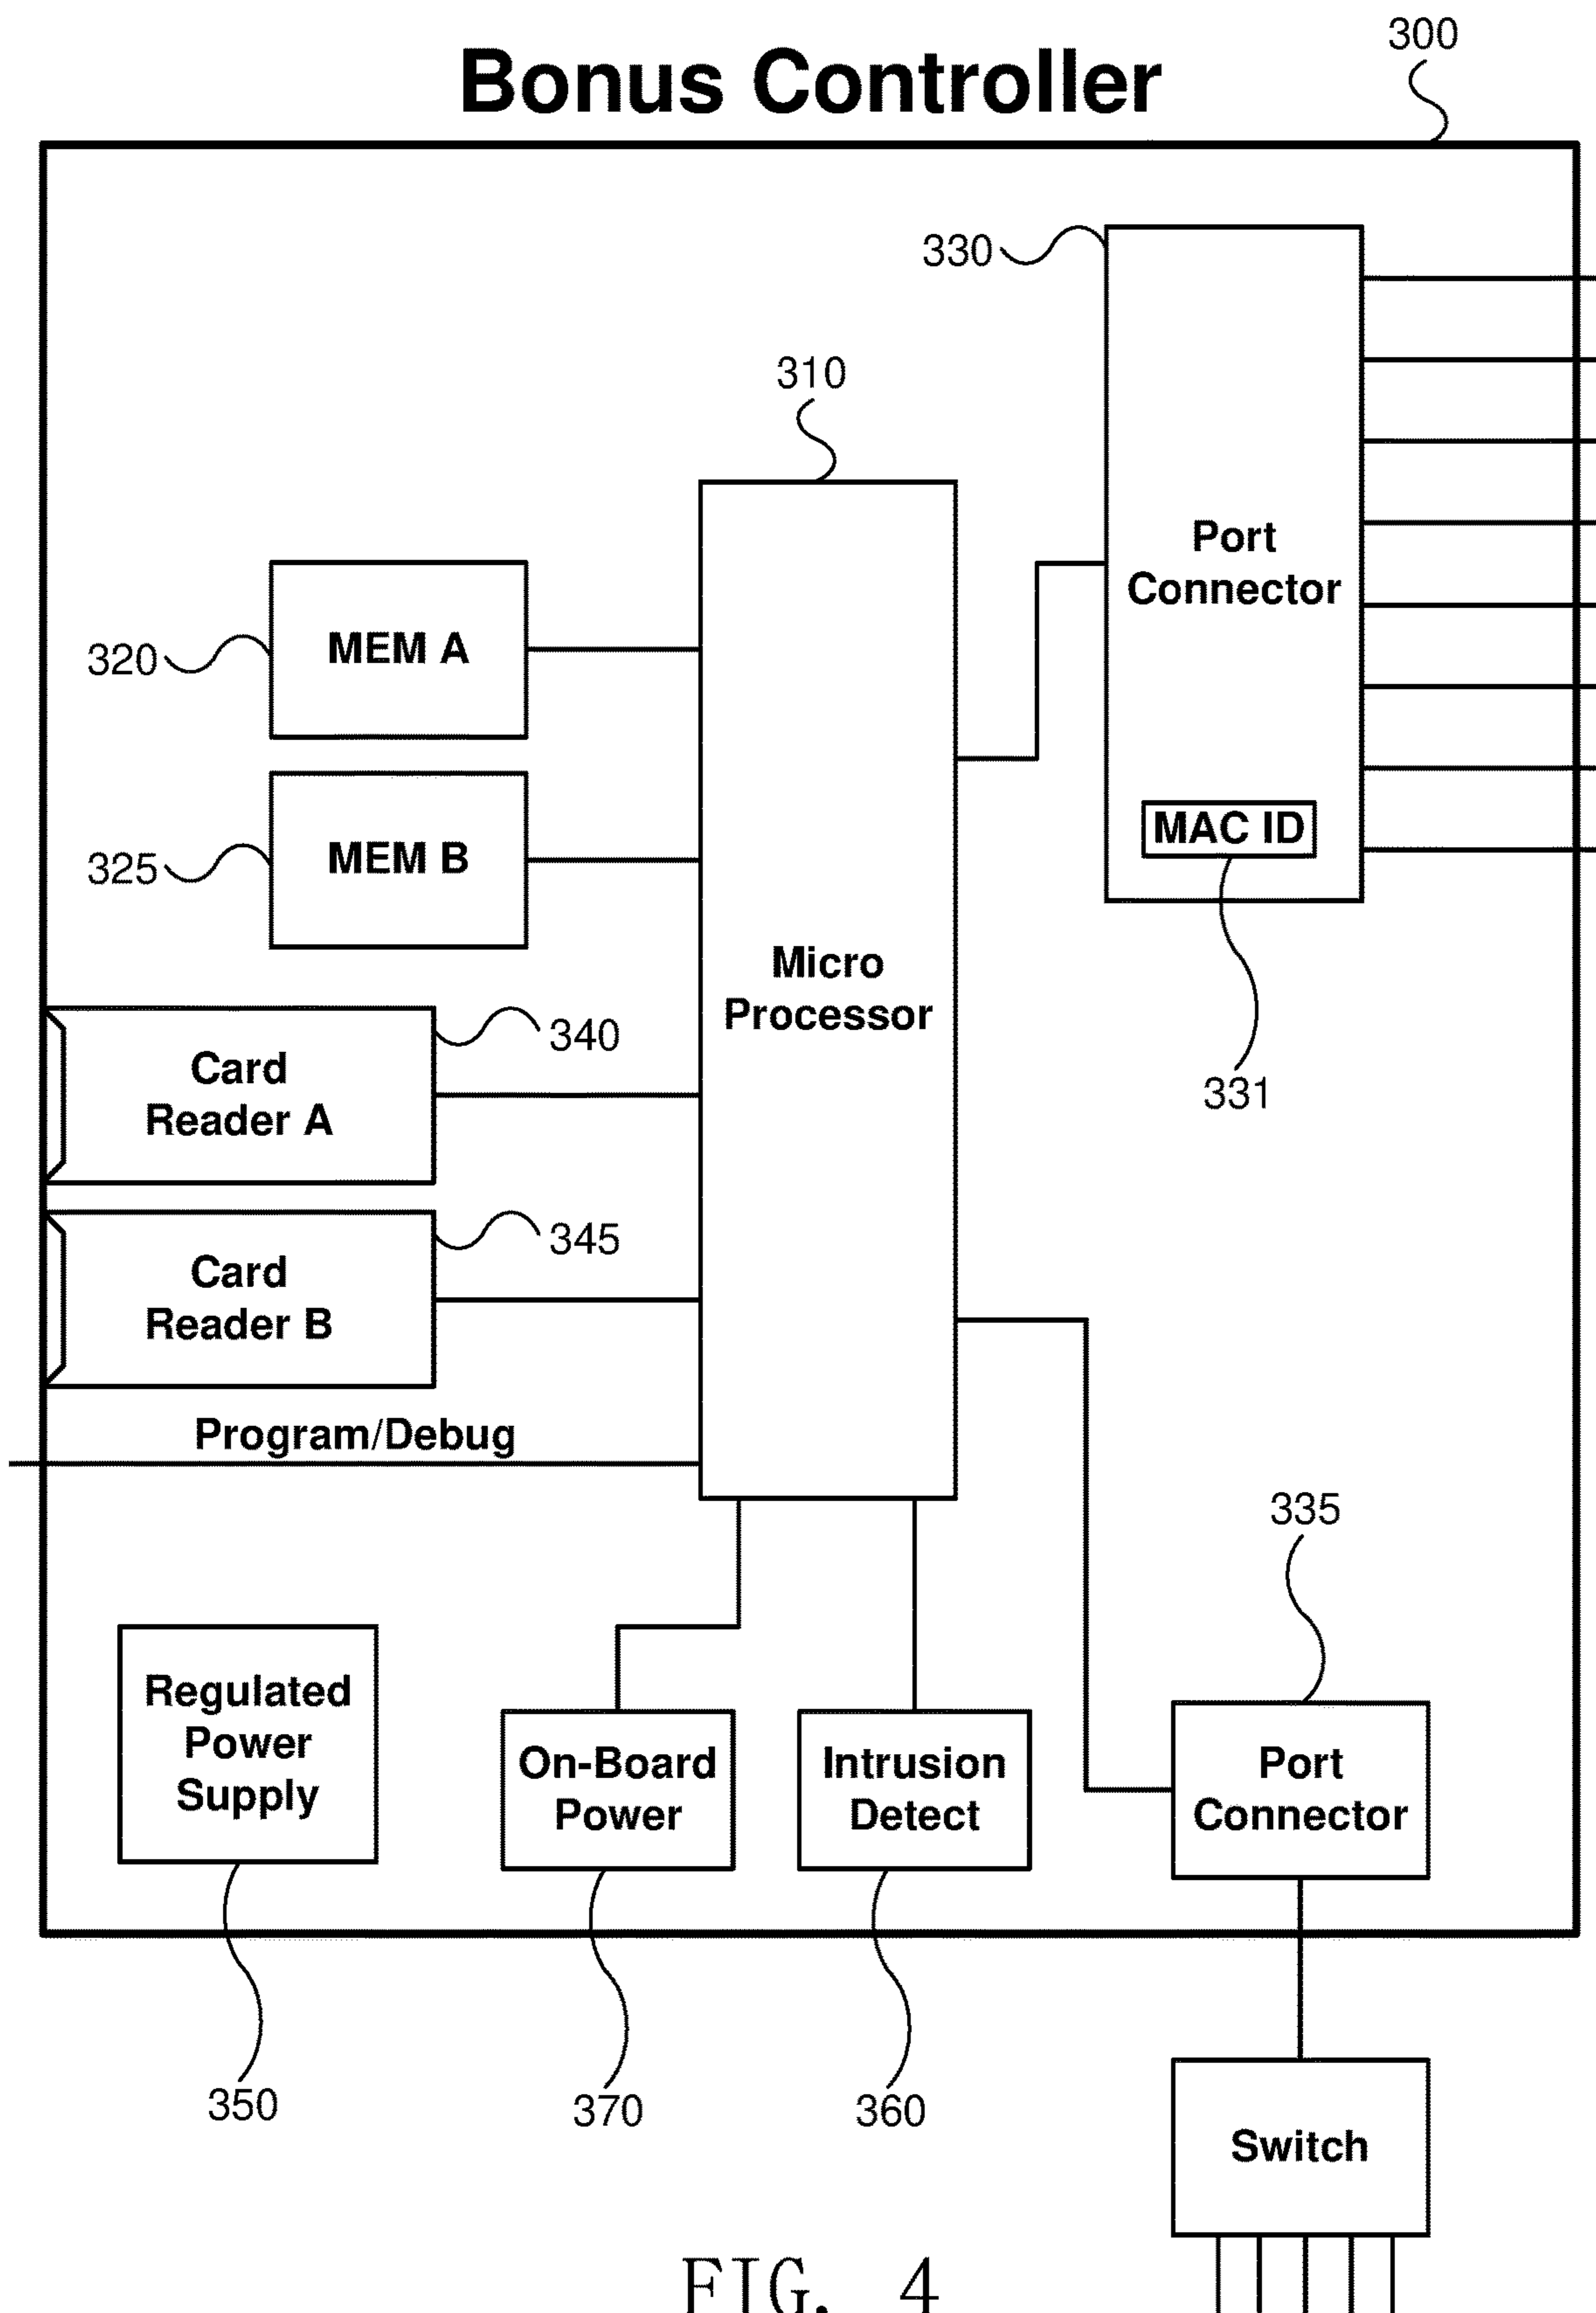 Bonus Controller
300
330
310
Port
Connector
320
MEM A
MAC ID
325
MEM B
Micro
Processor
340
Card
Reader A
331
345
Card
Reader B
Program/Debug
335
Regulated
Power
Supply
On-Board
Power
Intrusion
Detect
Port
Connector
350
370
360
Switch
FIG. 4